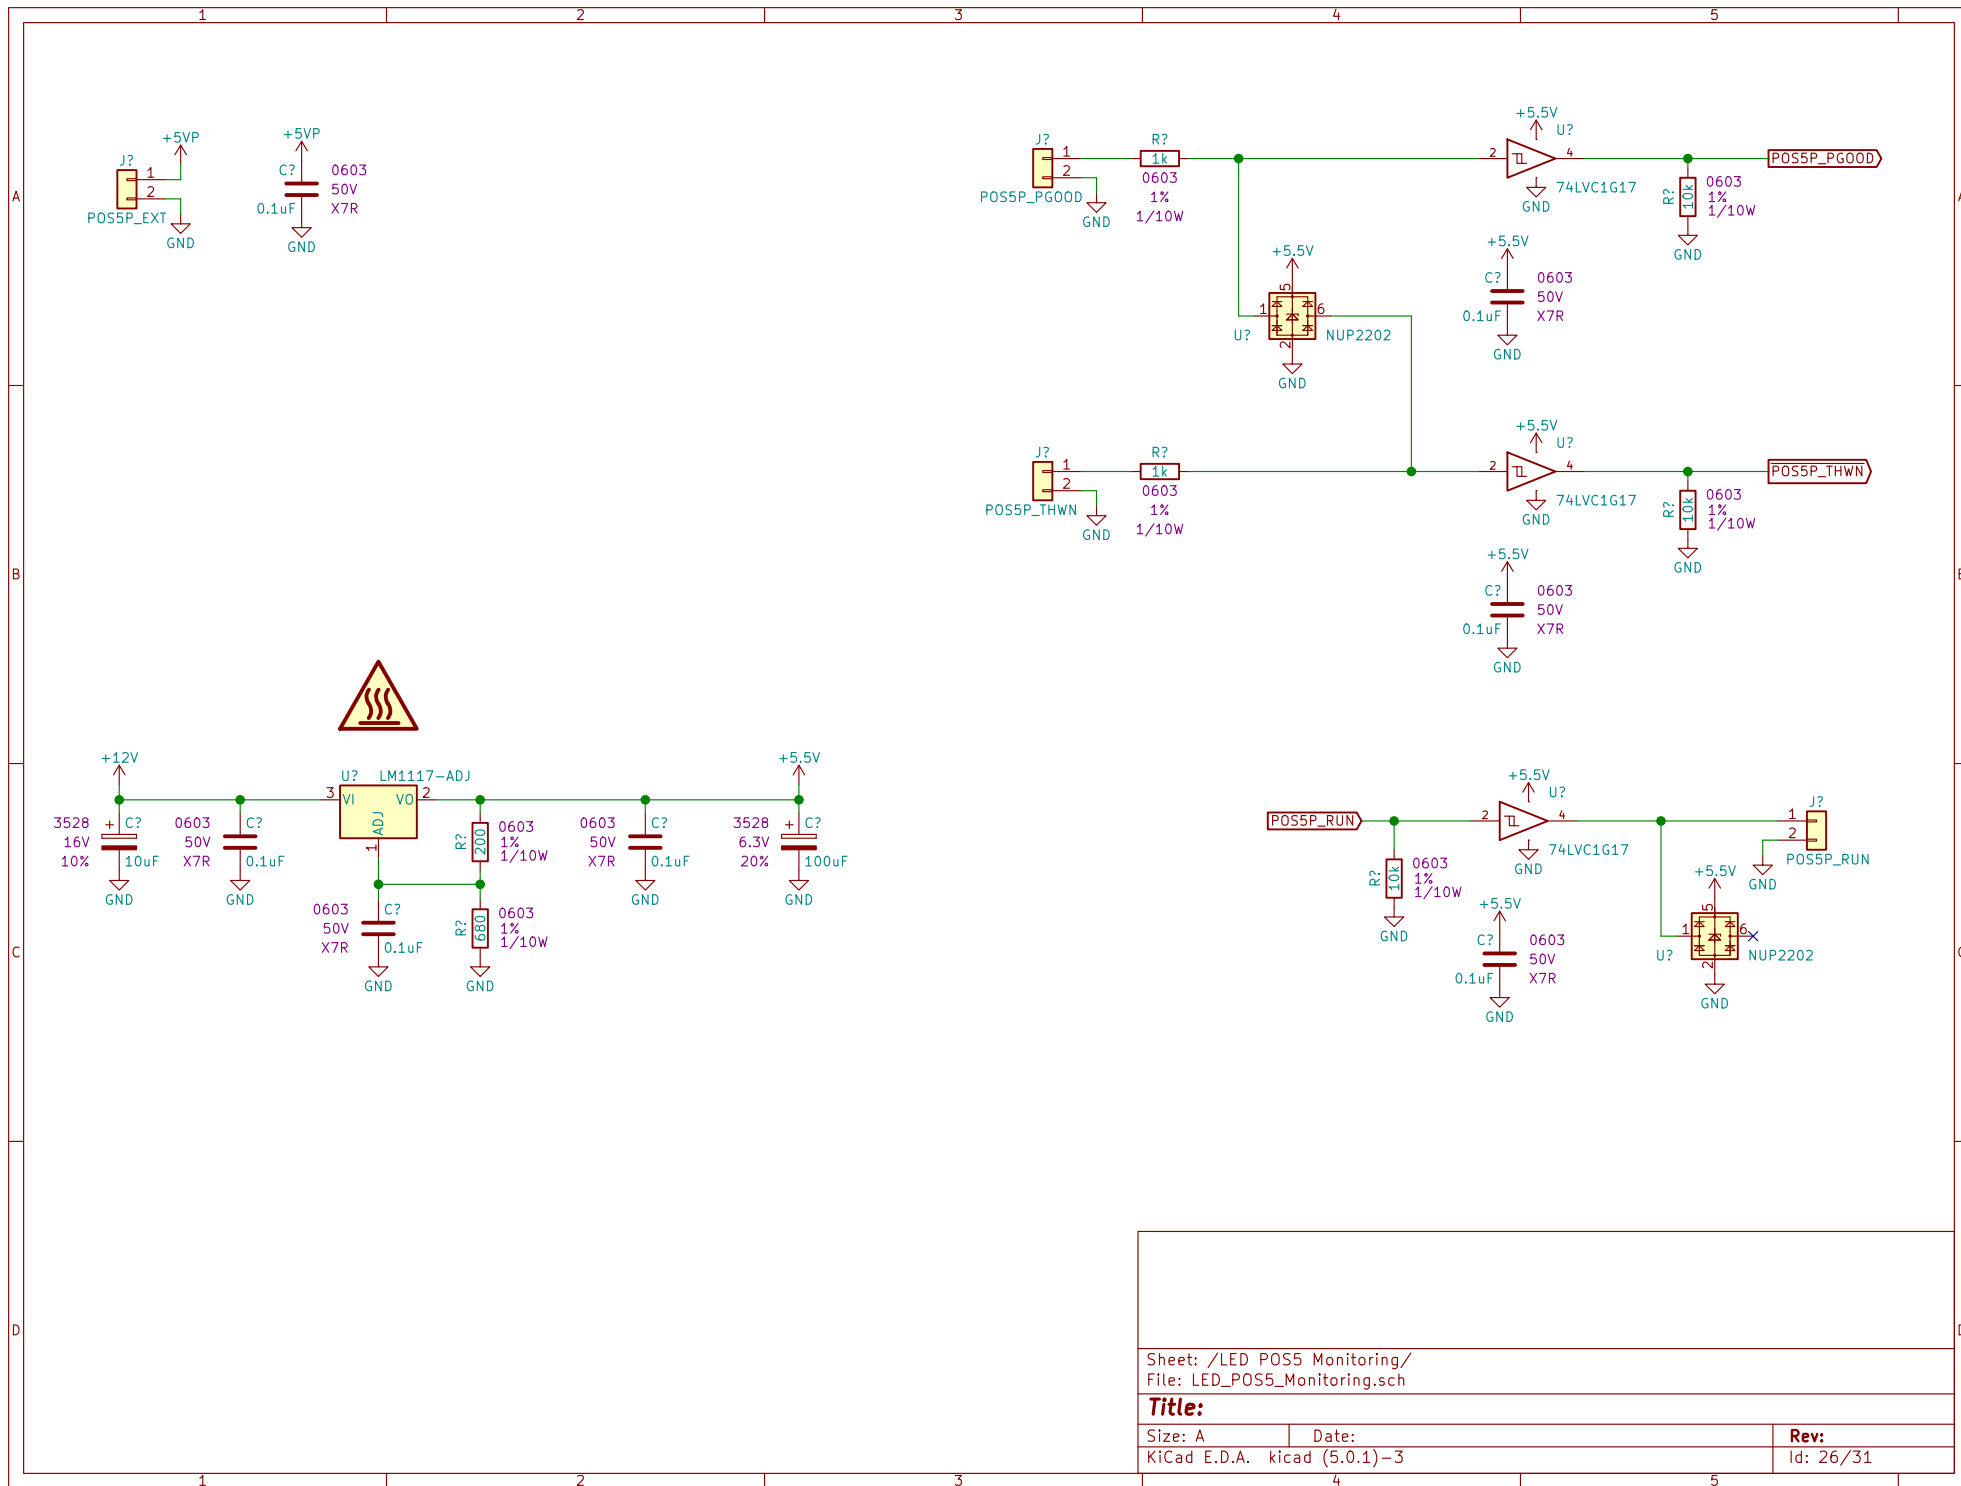 1 2 3 4 5
A
B
C
D
J?
1
2
POS5P_EXT
+5VP
GND
+5VP
C?
0.1uF
0603
50V
X7R
GND
J?
1
2
POS5P_PGOOD
GND
R?
1k
0603
1%
1/10W
+5.5V
U?
2
4
74LVC1G17
GND
POS5P_PGOOD
R?
10k
0603
1%
1/10W
GND
+5.5V
C?
0.1uF
0603
50V
X7R
GND
+5.5V
5
1
6
2
U?
NUP2202
GND
J?
1
2
POS5P_THWN
GND
R?
1k
0603
1%
1/10W
+5.5V
U?
2
4
74LVC1G17
GND
POS5P_THWN
R?
10k
0603
1%
1/10W
GND
+5.5V
C?
0.1uF
0603
50V
X7R
GND
+12V
3528
16V
10%
C?
10uF
GND
0603
50V
X7R
C?
0.1uF
GND
U?
LM1117-ADJ
3
VI
VO
2
ADJ
1
0603
50V
X7R
C?
0.1uF
GND
R?
200
0603
1%
1/10W
R?
680
0603
1%
1/10W
GND
0603
50V
X7R
C?
0.1uF
GND
+5.5V
3528
6.3V
20%
C?
100uF
GND
POS5P_RUN
R?
10k
0603
1%
1/10W
GND
+5.5V
U?
2
4
74LVC1G17
GND
+5.5V
C?
0.1uF
0603
50V
X7R
GND
J?
1
2
POS5P_RUN
GND
+5.5V
5
1
6
2
U?
NUP2202
GND
Sheet: /LED POS5 Monitoring/
File: LED_POS5_Monitoring.sch
Title:
Size: A Date: Rev:
KiCad E.D.A. kicad (5.0.1)-3 Id: 26/31
1 2 3 4 5